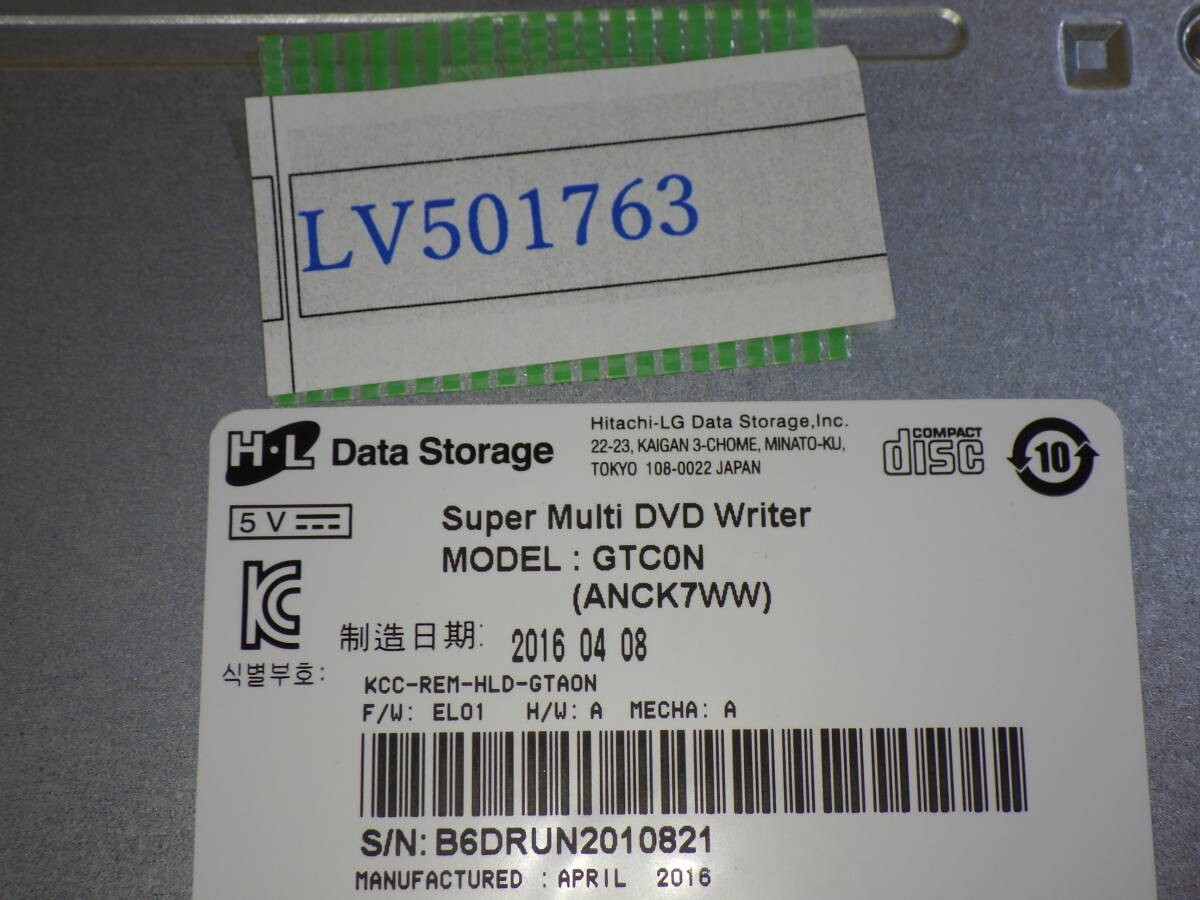 LV501763
H·L Data Storage
Hitachi-LG Data Storage,Inc.
22-23, KAIGAN 3-CHOME, MINATO-KU,
TOKYO 108-0022 JAPAN
COMPACT
disc
10
5 V
Super Multi DVD Writer
MODEL : GTC0N
(ANCK7WW)
KC
制造日期: 2016 04 08
식별부호:
KCC-REM-HLD-GTA0N
F/W: EL01 H/W: A MECHA: A
S/N: B6DRUN2010821
MANUFACTURED : APRIL 2016